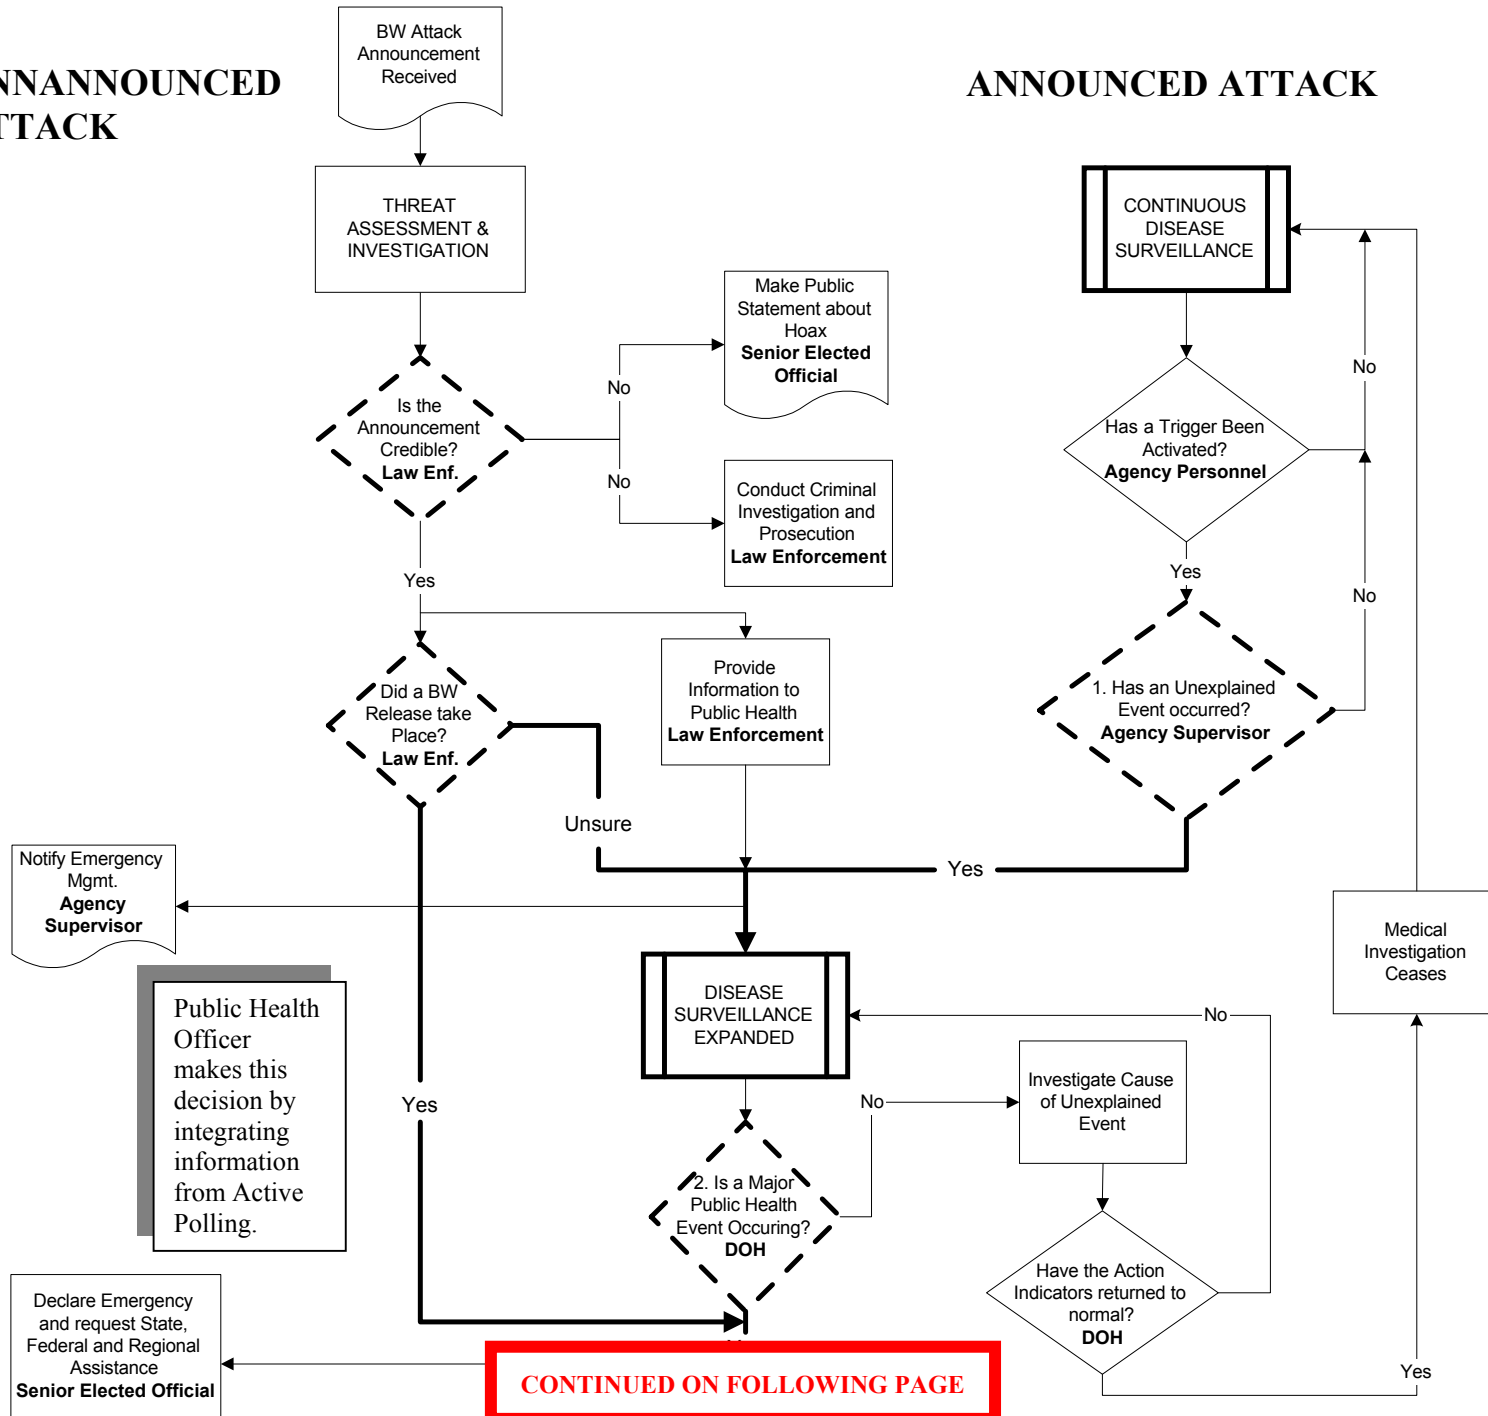 BW Attack
Announcement
Received
NNANNOUNCED
TTACK
ANNOUNCED ATTACK
THREAT
ASSESSMENT &
INVESTIGATION
CONTINUOUS
DISEASE
SURVEILLANCE
Make Public
Statement about
Hoax
Senior Elected
Official
No
No
Is the
Announcement
Credible?
Law Enf.
Has a Trigger Been
Activated?
Agency Personnel
No
Conduct Criminal
Investigation and
Prosecution
Law Enforcement
Yes
Yes
No
Did a BW
Release take
Place?
Law Enf.
Provide
Information to
Public Health
Law Enforcement
1. Has an Unexplained
Event occurred?
Agency Supervisor
Unsure
Yes
Notify Emergency
Mgmt.
Agency
Supervisor
Medical
Investigation
Ceases
Public Health
Officer
makes this
decision by
integrating
information
from Active
Polling.
DISEASE
SURVEILLANCE
EXPANDED
No
Yes
No
Investigate Cause
of Unexplained
Event
2. Is a Major
Public Health
Event Occuring?
DOH
Have the Action
Indicators returned to
normal?
DOH
Yes
Declare Emergency
and request State,
Federal and Regional
Assistance
Senior Elected Official
CONTINUED ON FOLLOWING PAGE